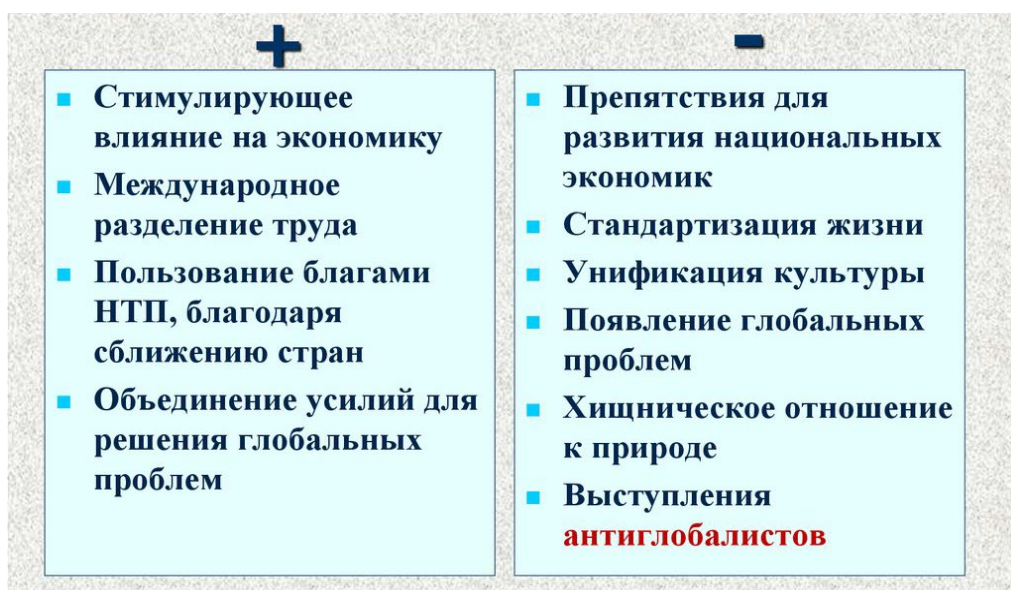 +
Стимулирующее
влияние на экономику
Международное
разделение труда
Пользование благами
НТП, благодаря
сближению стран
Объединение усилий для
решения глобальных
проблем
-
Препятствия для
развития национальных
экономик
Стандартизация жизни
Унификация культуры
Появление глобальных
проблем
Хищническое отношение
к природе
Выступления
антиглобалистов